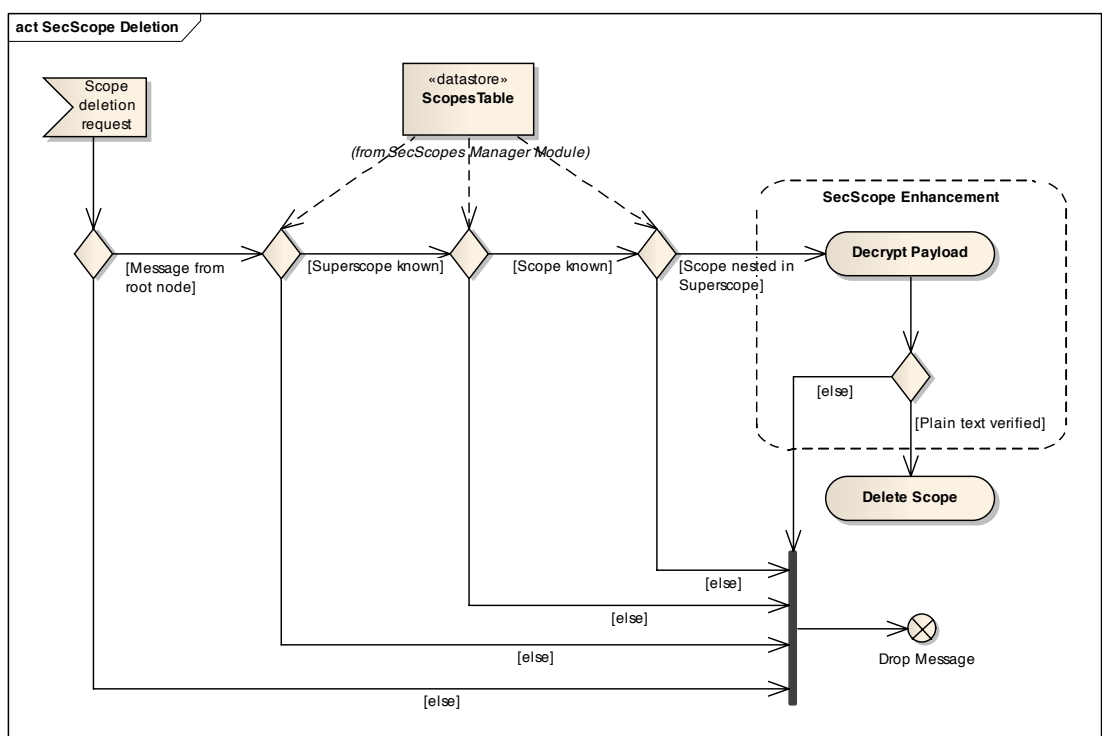 act SecScope Deletion
Scope
deletion
request
«datastore»
ScopesTable
(from SecScopes Manager Module)
SecScope Enhancement
Decrypt Payload
[Message from
root node]
[Superscope known]
[Scope known]
[Scope nested in
Superscope]
[else]
[Plain text verified]
Delete Scope
[else]
[else]
[else]
Drop Message
[else]